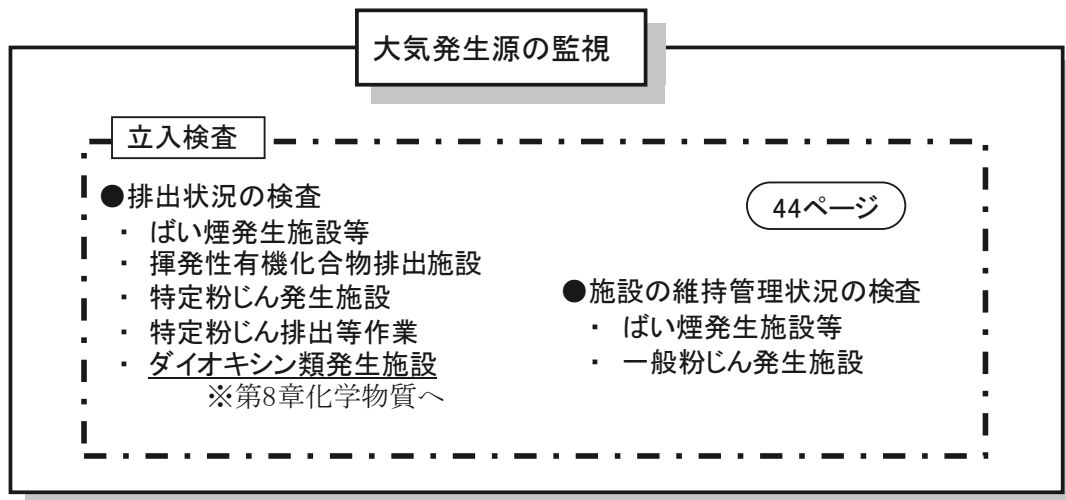 大気発生源の監視
立入検査
●排出状況の検査
・ ばい煙発生施設等
・ 揮発性有機化合物排出施設
・ 特定粉じん発生施設
・ 特定粉じん排出等作業
・ ダイオキシン類発生施設
※第8章化学物質へ
44ページ
●施設の維持管理状況の検査
・ ばい煙発生施設等
・ 一般粉じん発生施設